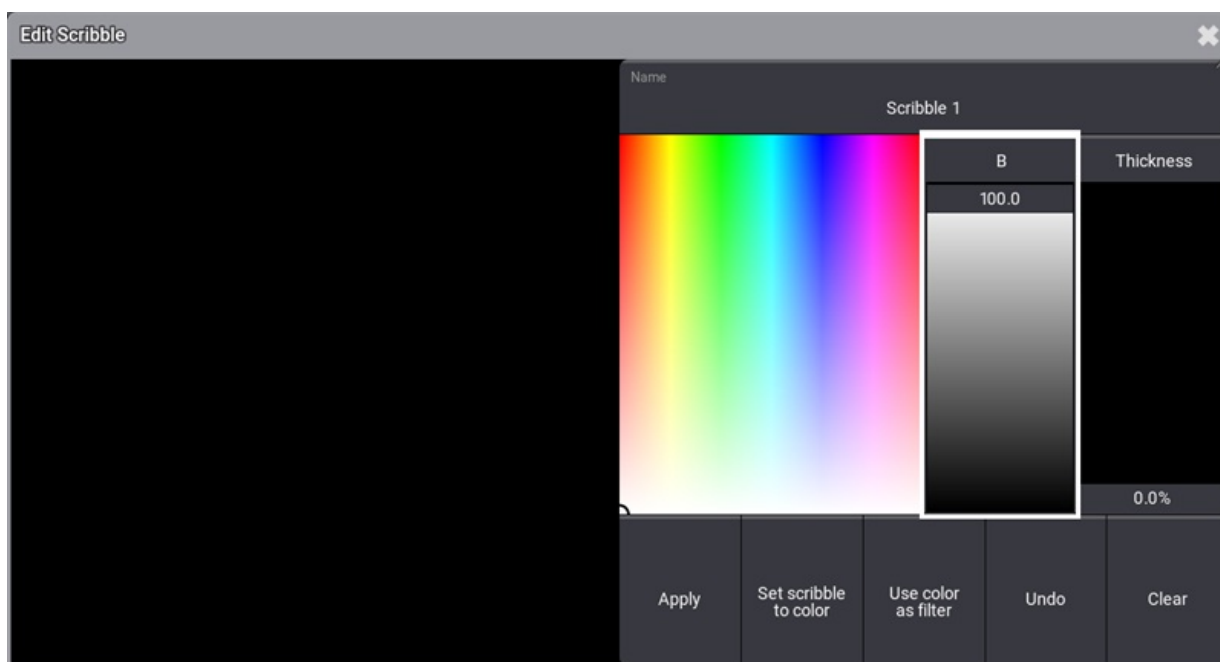 Edit Scribble
Name
Scribble 1
B
Thickness
100.0
0.0%
Apply
Set scribble
to color
Use color
as filter
Undo
Clear